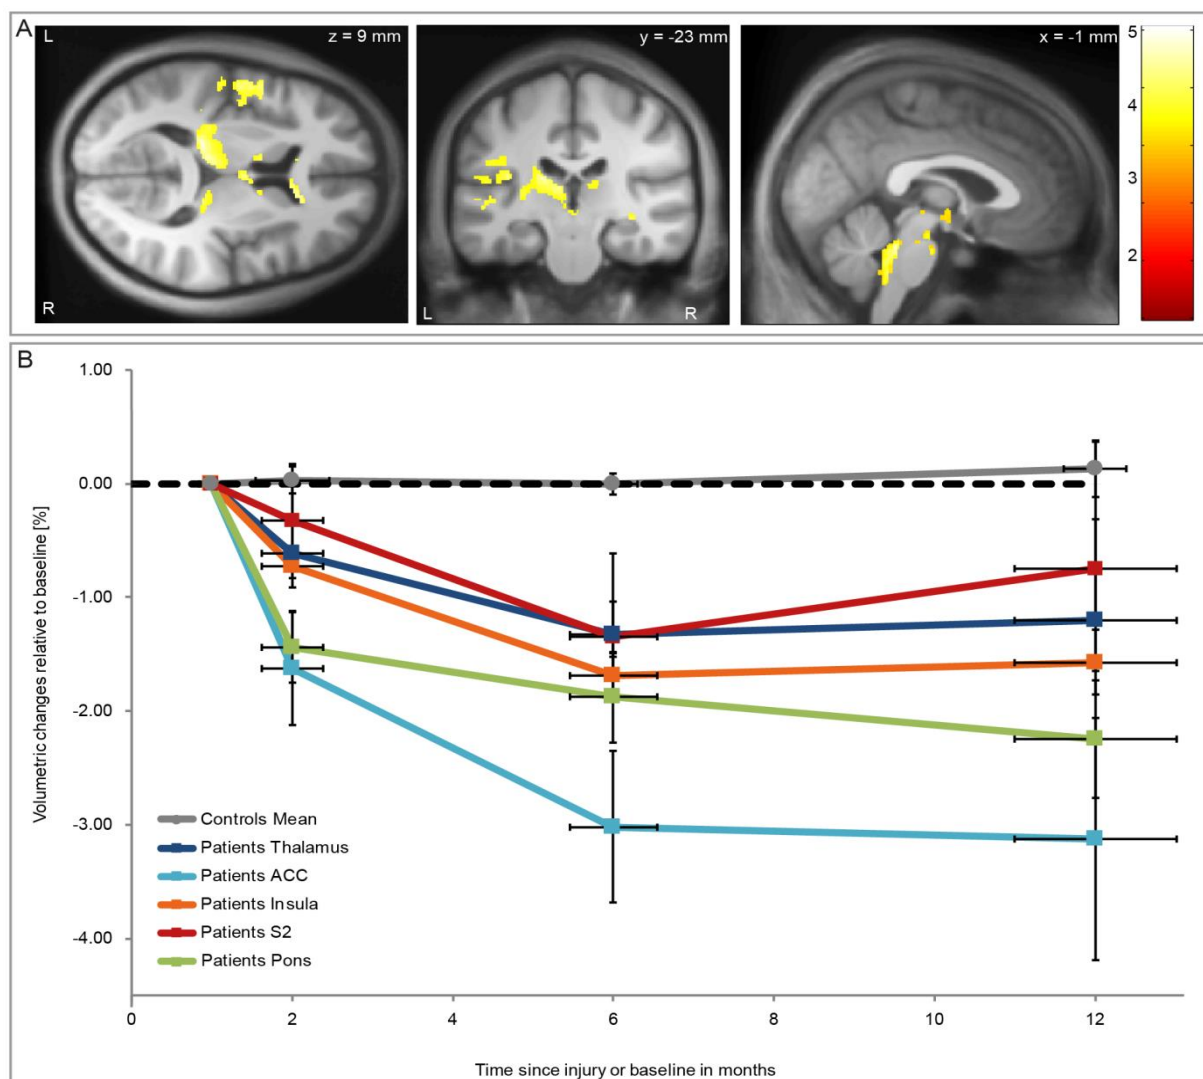 A
L
z = 9 mm
R
y = -23 mm
L
R
x = -1 mm
5
4
3
2
B
Volumetric changes relative to baseline [%]
1.00
0.00
-1.00
-2.00
-3.00
-4.00
Controls Mean
Patients Thalamus
Patients ACC
Patients Insula
Patients S2
Patients Pons
0 2 4 6 8 10 12
Time since injury or baseline in months